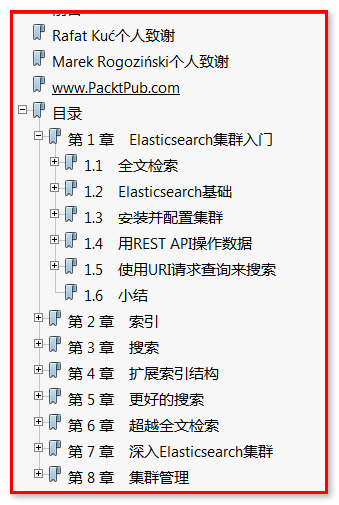 Rafat Kuć个人致谢
Marek Rogoziński个人致谢
www.PacktPub.com
目录
第 1 章 Elasticsearch集群入门
1.1 全文检索
1.2 Elasticsearch基础
1.3 安装并配置集群
1.4 用REST API操作数据
1.5 使用URI请求查询来搜索
1.6 小结
第 2 章 索引
第 3 章 搜索
第 4 章 扩展索引结构
第 5 章 更好的搜索
第 6 章 超越全文检索
第 7 章 深入Elasticsearch集群
第 8 章 集群管理